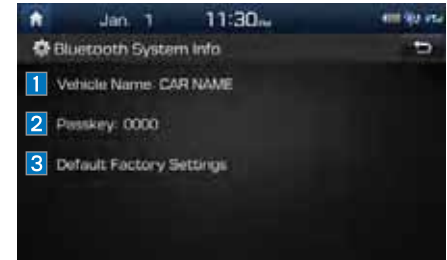 Jan. 1 11:30PM
Bluetooth System Info
1 Vehicle Name: CAR NAME
2 Passkey: 0000
3 Default Factory Settings